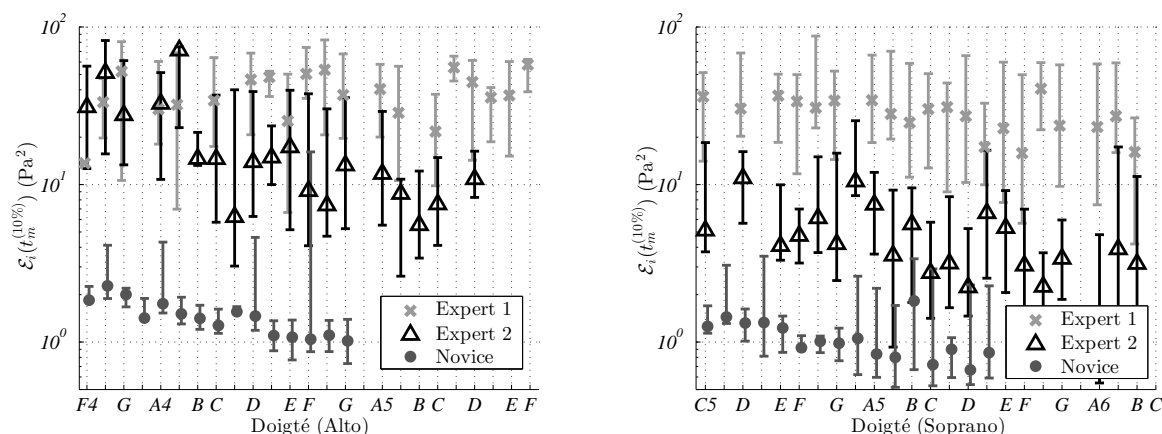 10^2
10^1
10^0
ℰ_i(t_m^(10%)) (Pa^2)
Expert 1
Expert 2
Novice
F4 G A4 B C D E F G A5 B C D E F
Doigté (Alto)
10^2
10^1
10^0
ℰ_i(t_m^(10%)) (Pa^2)
Expert 1
Expert 2
Novice
C5 D E F G A5 B C D E F G A6 B C
Doigté (Soprano)